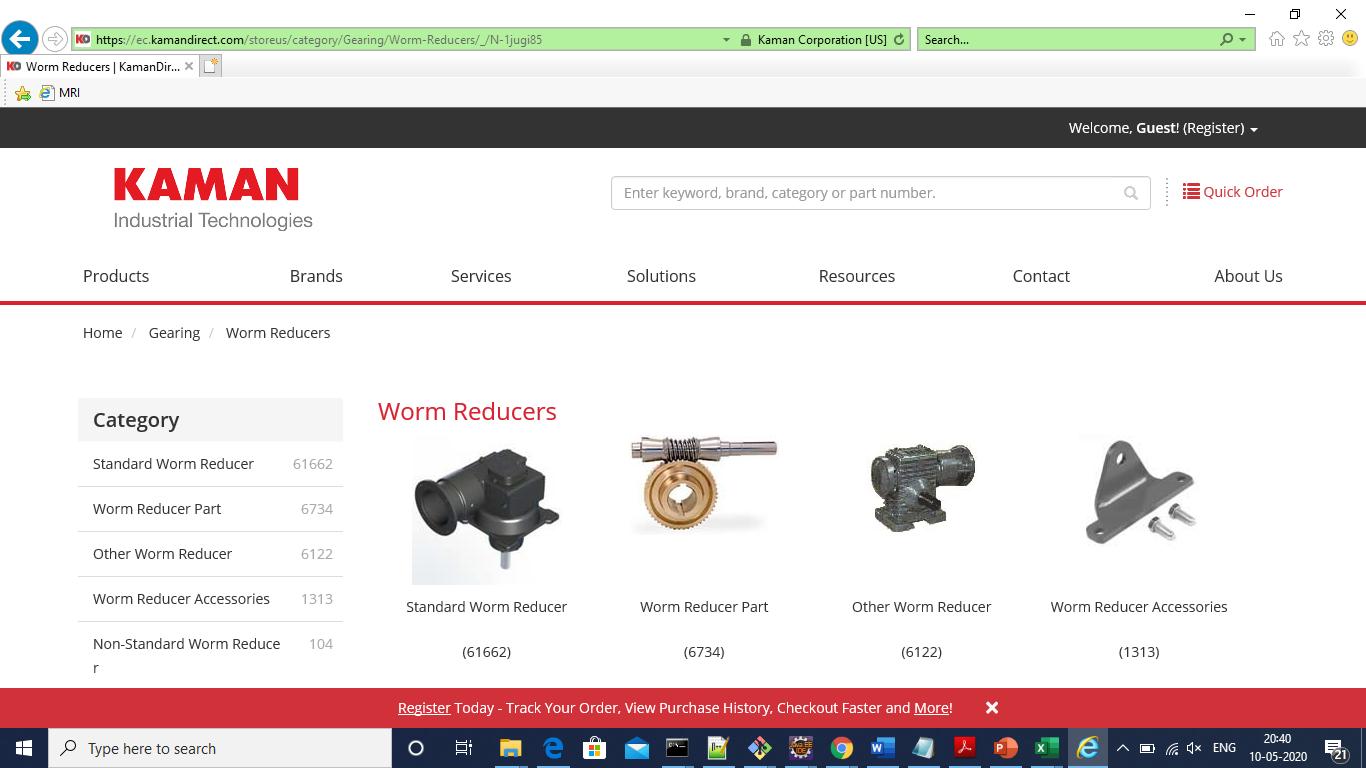 https://ec.kamandirect.com/storeus/category/Gearing/Worm-Reducers/_/N-1jugi85
Kaman Corporation [US]
Search...
Worm Reducers | KamanDir...
MRI
Welcome, Guest! (Register)
KAMAN
Industrial Technologies
Enter keyword, brand, category or part number.
Quick Order
Products Brands Services Solutions Resources Contact About Us
Home / Gearing / Worm Reducers
Category
Standard Worm Reducer 61662
Worm Reducer Part 6734
Other Worm Reducer 6122
Worm Reducer Accessories 1313
Non-Standard Worm Reduce 104
r
Worm Reducers
Standard Worm Reducer Worm Reducer Part Other Worm Reducer Worm Reducer Accessories
(61662) (6734) (6122) (1313)
Register Today - Track Your Order, View Purchase History, Checkout Faster and More!
Type here to search
ENG
20:40
10-05-2020
21